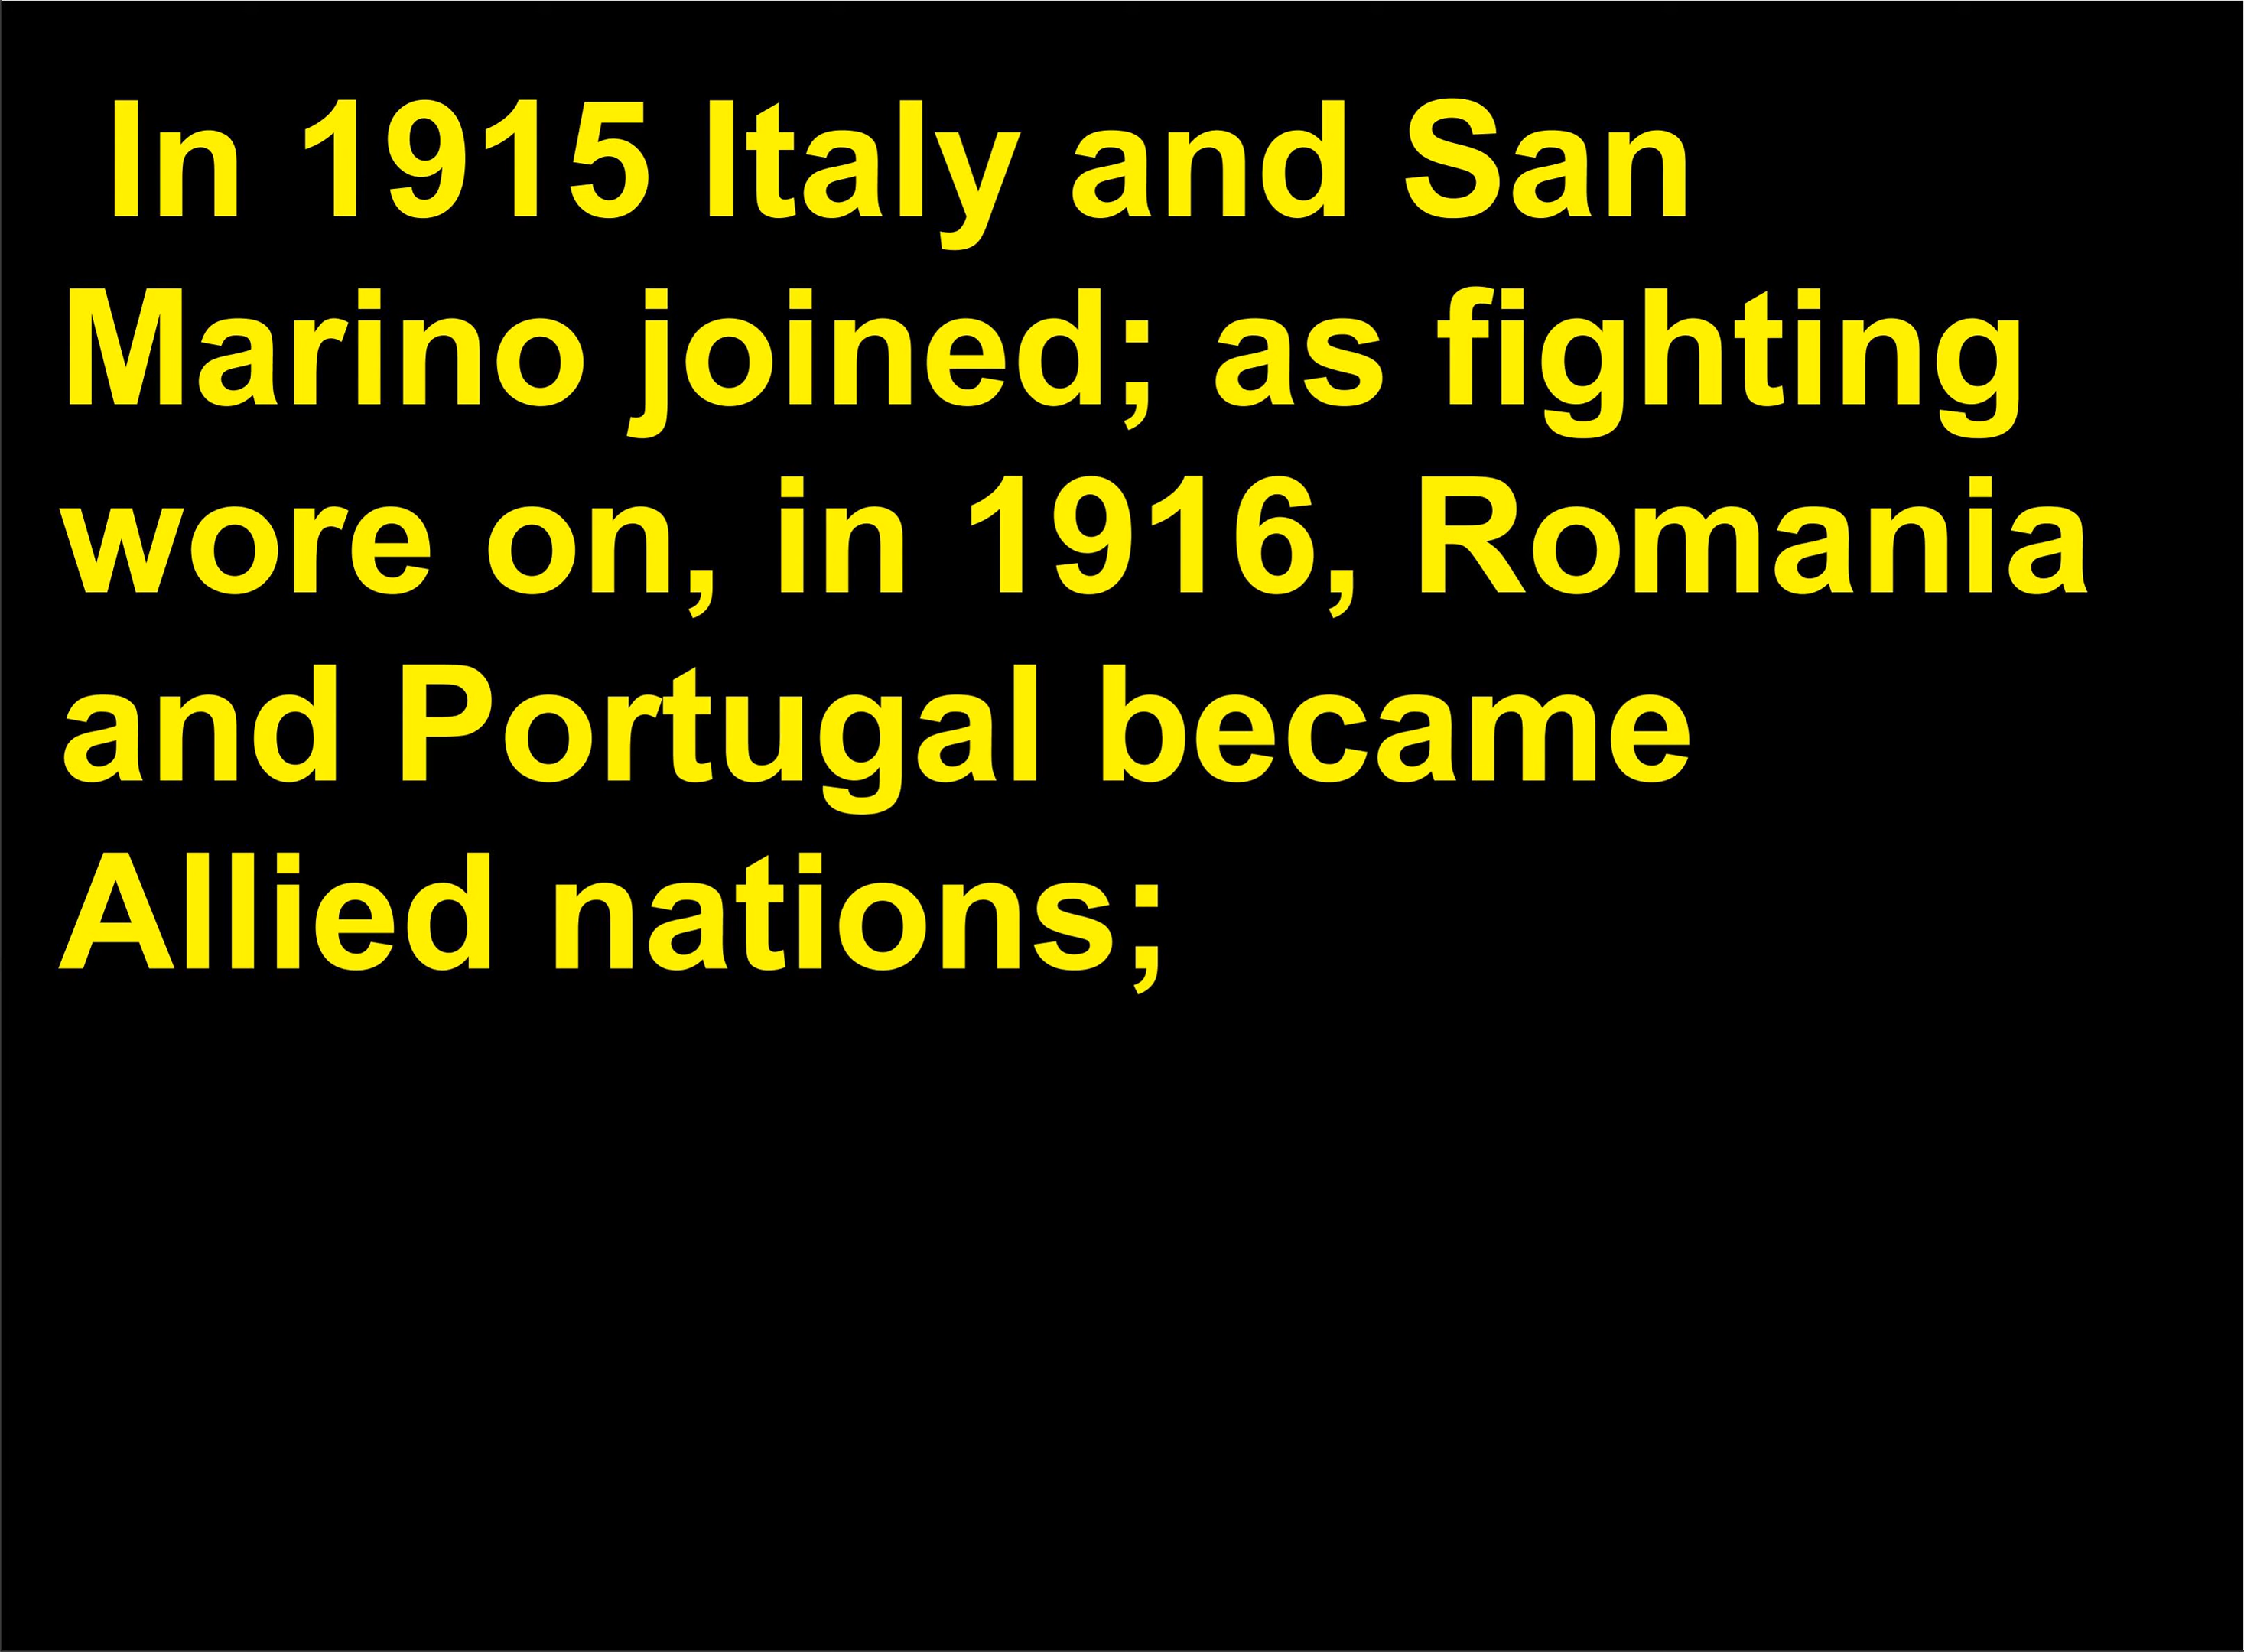 In 1915 Italy and San
Marino joined; as fighting
wore on, in 1916, Romania
and Portugal became
Allied nations;